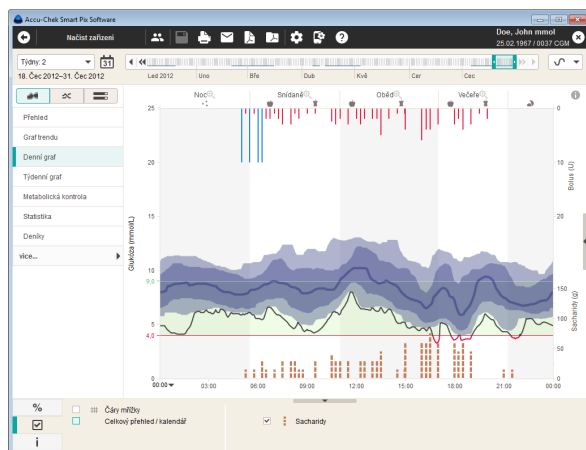 Accu-Chek Smart Pix Software
Načíst zařízení
Doe, John mmol
25.02.1967 / 0037 CGM
Týdny: 2
31
18. Čec 2012–31. Čec 2012
Led 2012 Úno Bře Dub Kvě Čer Čec
Přehled
Graf trendu
Denní graf
Týdenní graf
Metabolická kontrola
Statistika
Deníky
více...
Noc Snídaně Oběd Večeře
Glukóza (mmol/L)
25
20
15
10
9,0
5
4,0
0
Bolus (U)
0
10
20
Sacharidy (g)
150
100
50
0
00:00 03:00 06:00 09:00 12:00 15:00 18:00 21:00 00:00
%
i
Čáry mřížky
Celkový přehled / kalendář
Sacharidy